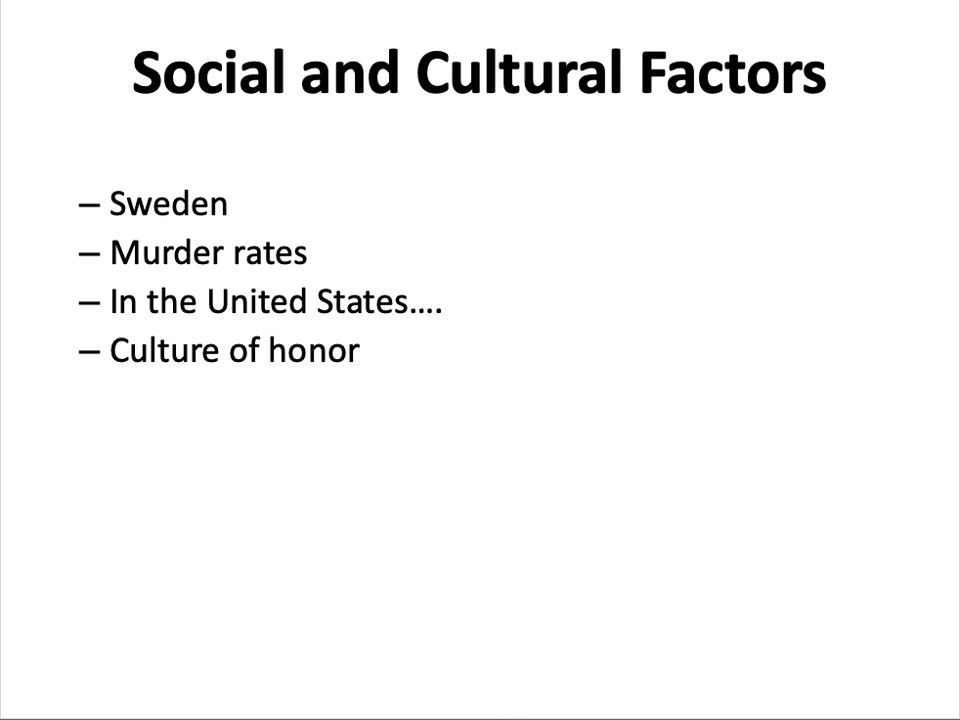 Social and Cultural Factors
– Sweden
– Murder rates
– In the United States….
– Culture of honor